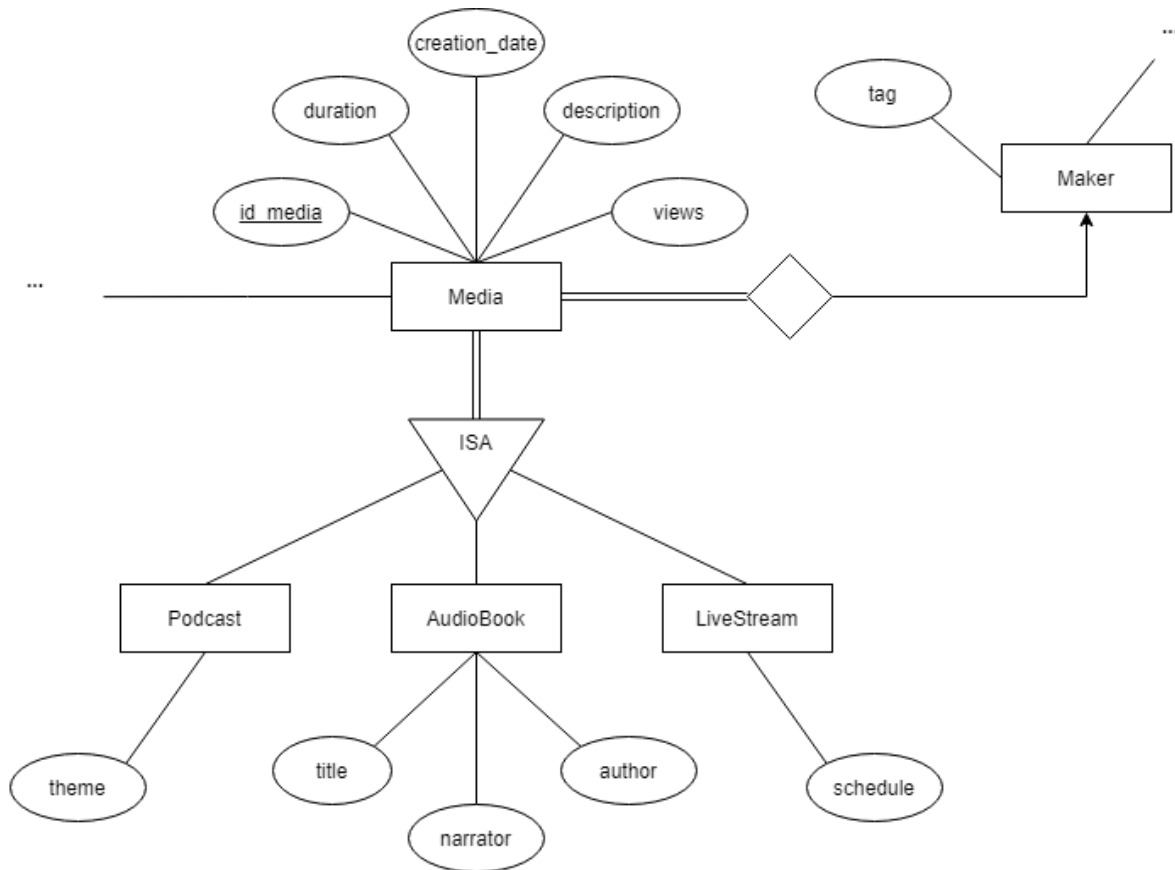 creation_date
...
tag
duration
description
Maker
id_media
views
...
Media
ISA
Podcast
AudioBook
LiveStream
theme
title
author
schedule
narrator